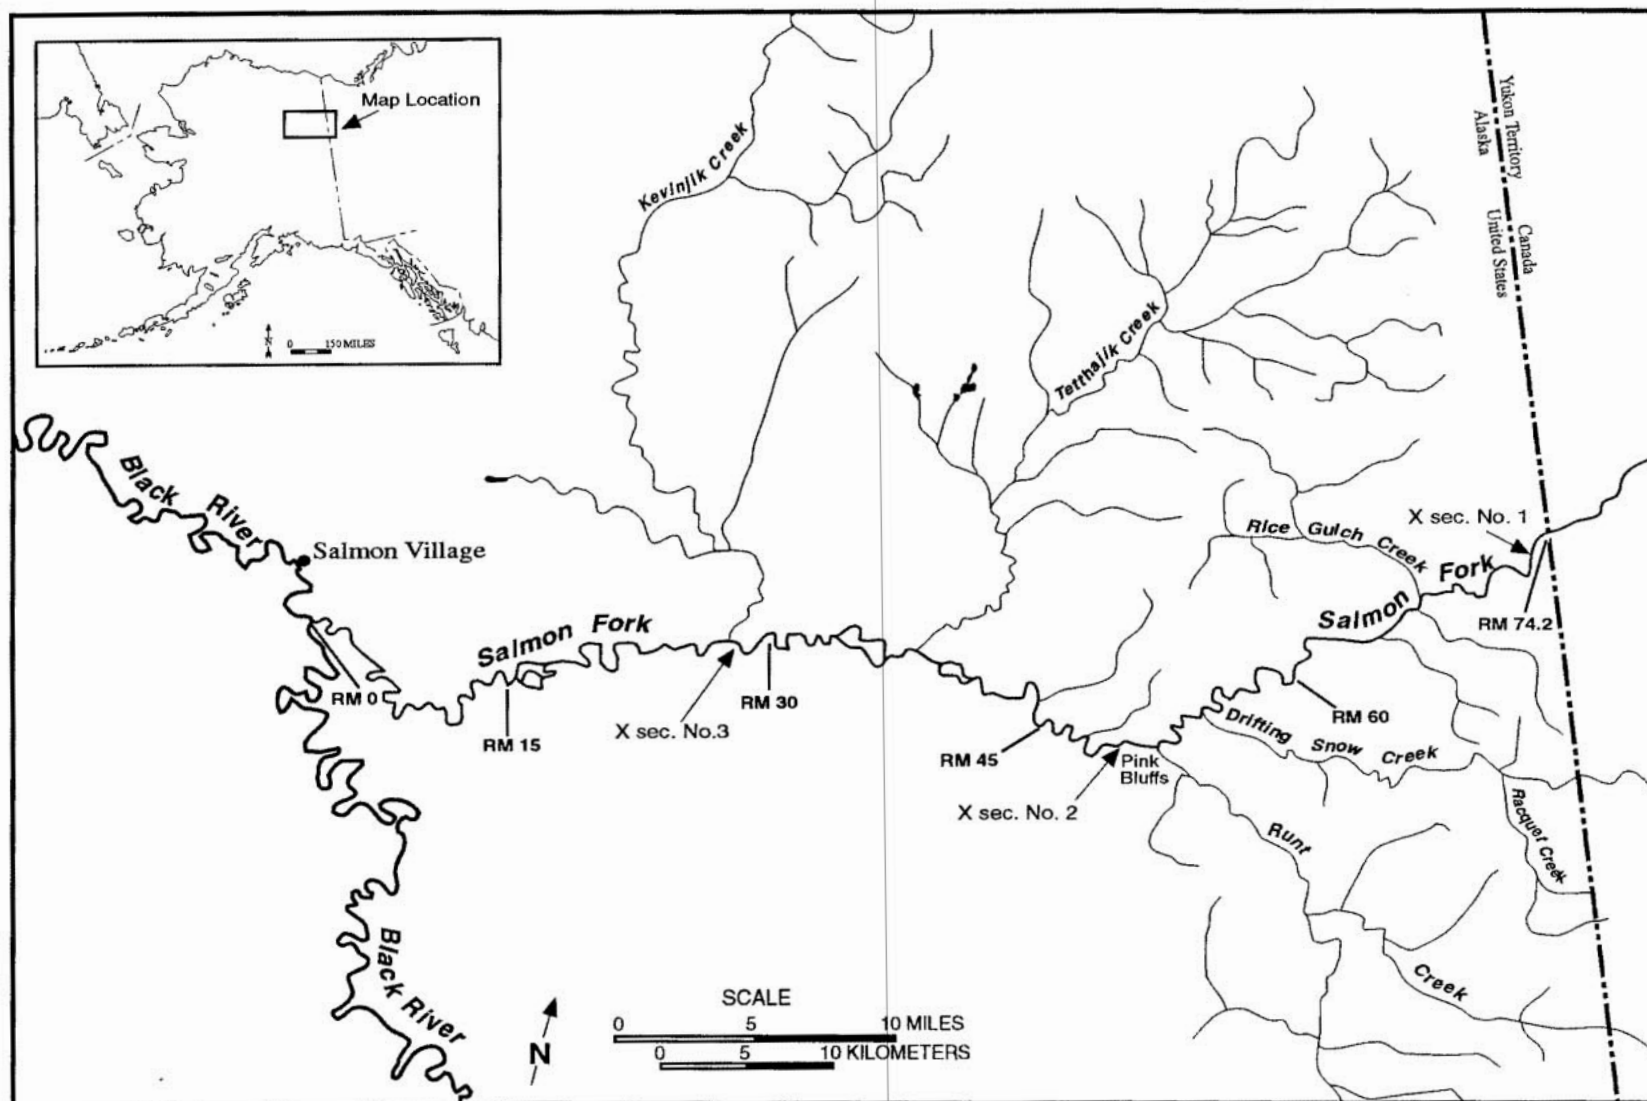 Map Location
0 150 MILES
N
Yukon Territory
Alaska
Canada
United States
Kevinjik Creek
Tetthajik Creek
Black River
Salmon Village
Rice Gulch Creek
X sec. No. 1
Salmon Fork
RM 74.2
Salmon Fork
RM 0
RM 15
X sec. No.3
RM 30
RM 45
RM 60
Drifting Snow Creek
Pink
Bluffs
X sec. No. 2
Racquet Creek
Runt Creek
Black River
SCALE
0 5 10 MILES
0 5 10 KILOMETERS
N